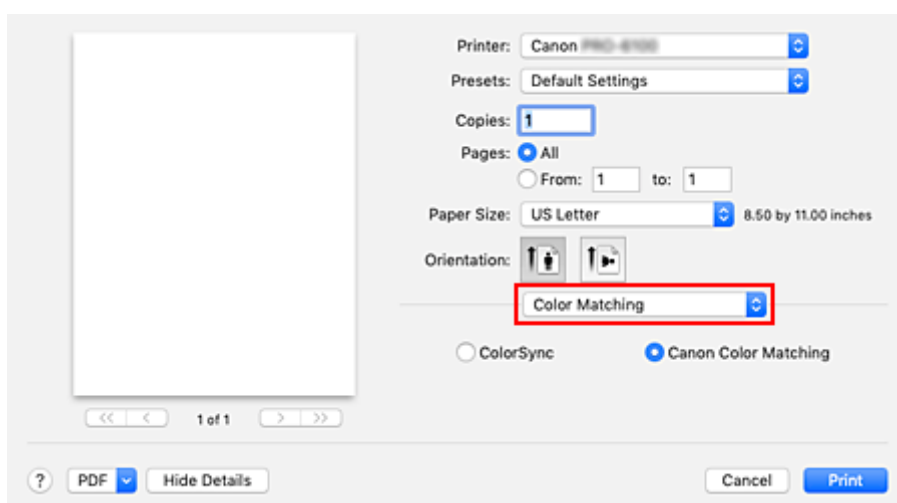 Printer: Canon
Presets: Default Settings
Copies: 1
Pages: All
From: 1 to: 1
Paper Size: US Letter 8.50 by 11.00 inches
Orientation:
Color Matching
ColorSync Canon Color Matching
<< < 1 of 1 > >>
? PDF Hide Details Cancel Print